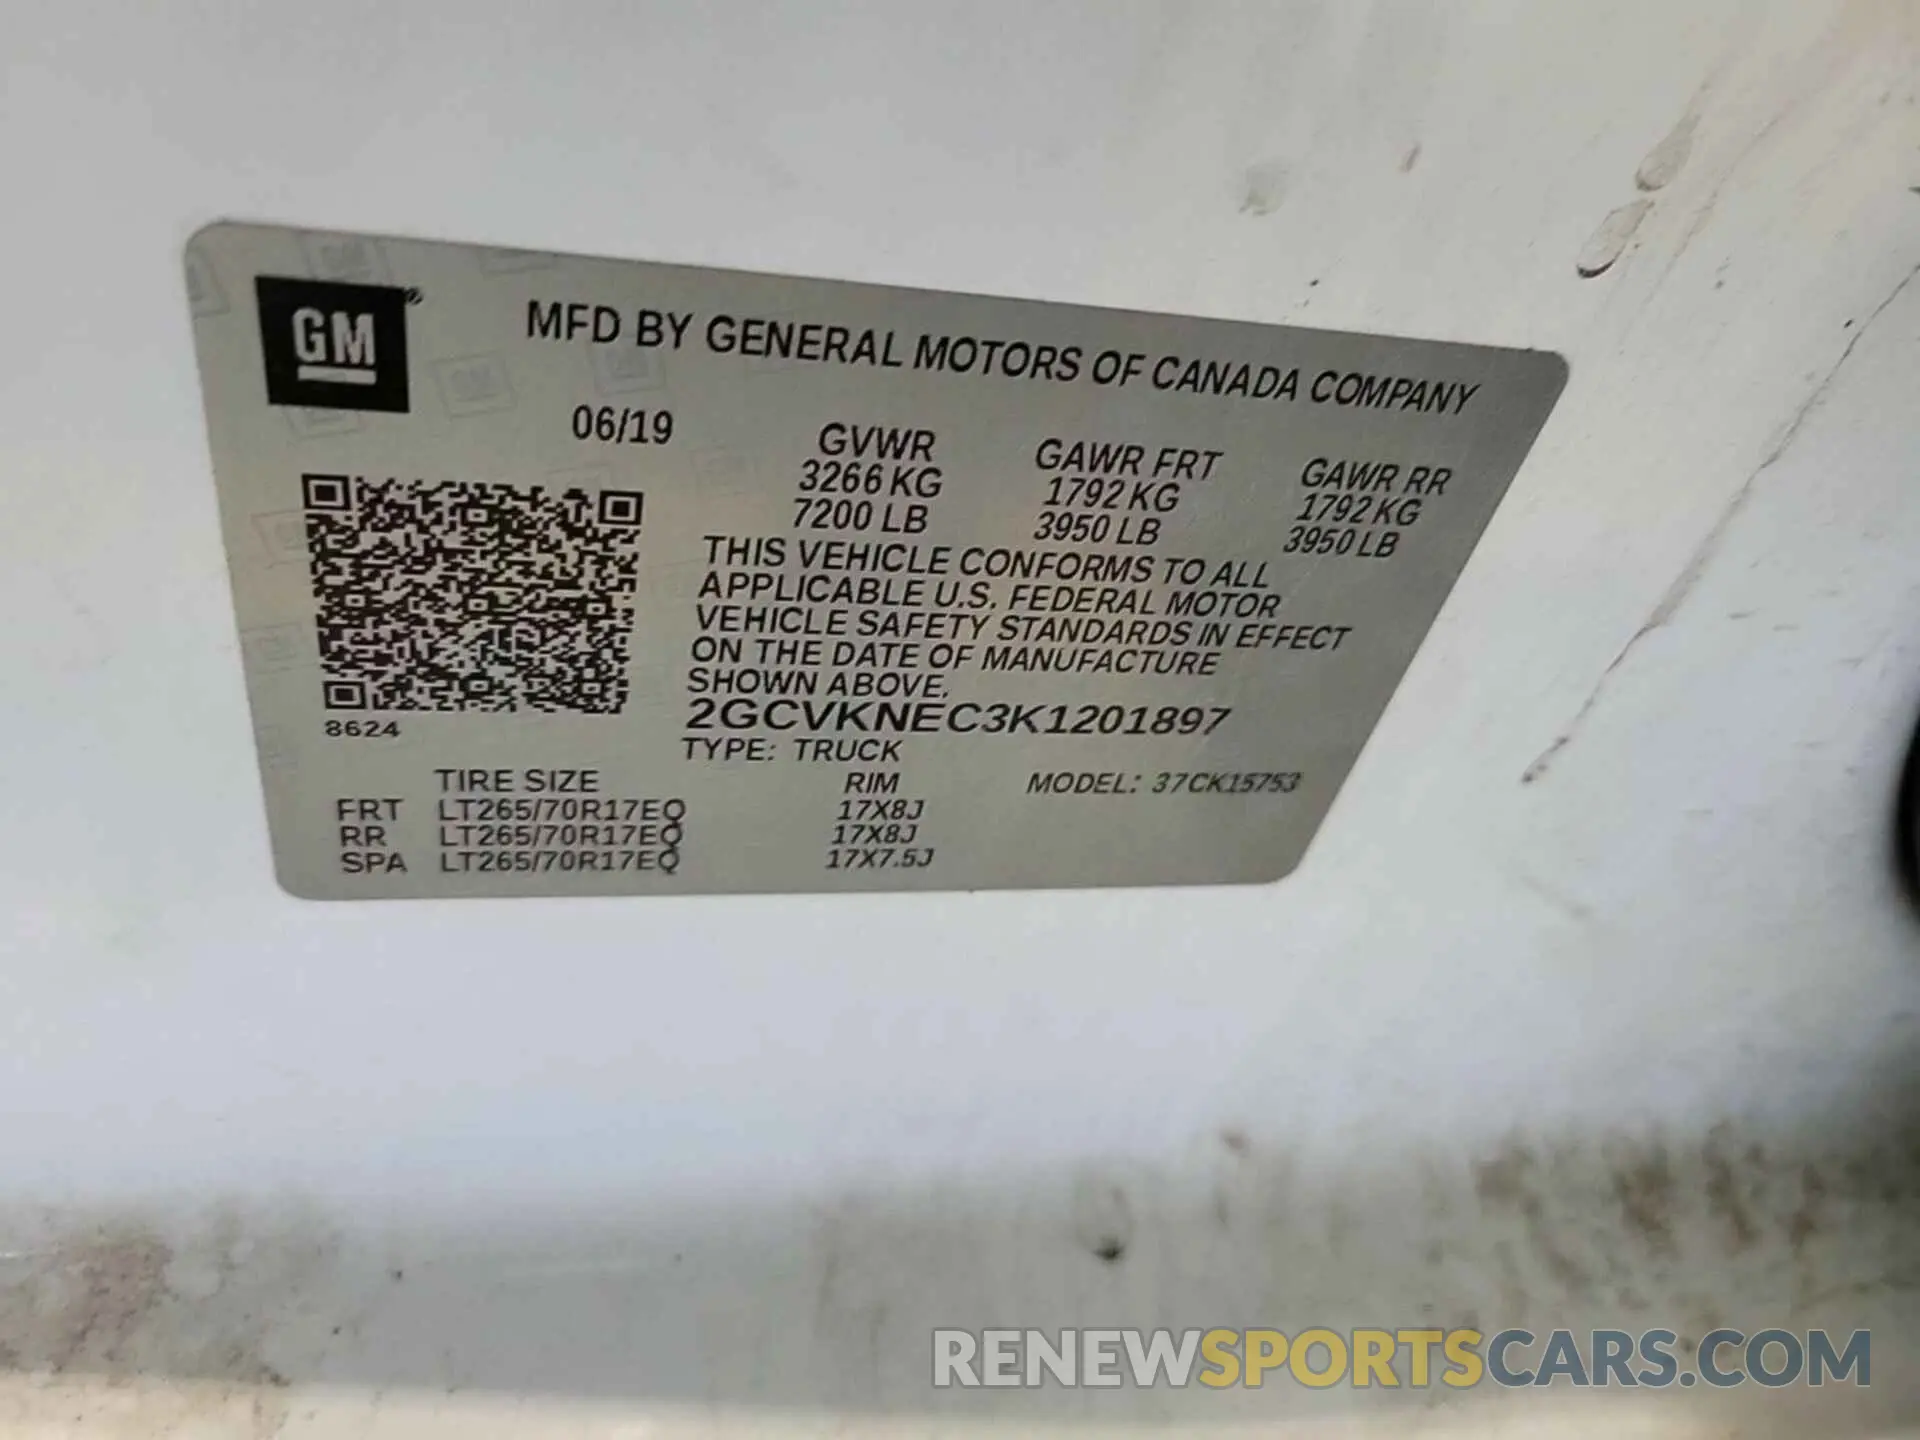 GM®
MFD BY GENERAL MOTORS OF CANADA COMPANY
06/19
GVWR GAWR FRT GAWR RR
3266 KG 1792 KG 1792 KG
7200 LB 3950 LB 3950 LB
THIS VEHICLE CONFORMS TO ALL
APPLICABLE U.S. FEDERAL MOTOR
VEHICLE SAFETY STANDARDS IN EFFECT
ON THE DATE OF MANUFACTURE
SHOWN ABOVE.
8624
2GCVKNEC3K1201897
TYPE: TRUCK
TIRE SIZE RIM MODEL: 37CK15753
FRT LT265/70R17EQ 17X8J
RR LT265/70R17EQ 17X8J
SPA LT265/70R17EQ 17X7.5J
RENEWSPORTSCARS.COM